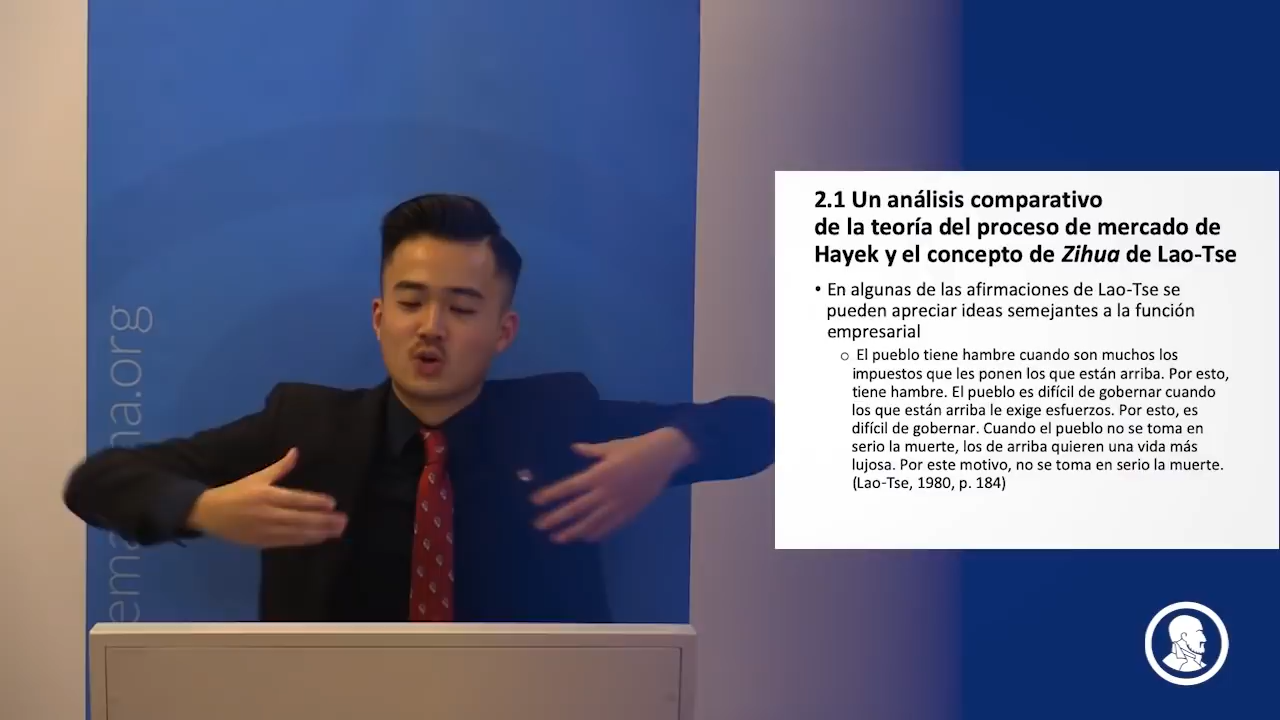 emana.org
2.1 Un análisis comparativo
de la teoría del proceso de mercado de
Hayek y el concepto de Zihua de Lao-Tse
• En algunas de las afirmaciones de Lao-Tse se
pueden apreciar ideas semejantes a la función
empresarial
o El pueblo tiene hambre cuando son muchos los
impuestos que les ponen los que están arriba. Por esto,
tiene hambre. El pueblo es difícil de gobernar cuando
los que están arriba le exige esfuerzos. Por esto, es
difícil de gobernar. Cuando el pueblo no se toma en
serio la muerte, los de arriba quieren una vida más
lujosa. Por este motivo, no se toma en serio la muerte.
(Lao-Tse, 1980, p. 184)